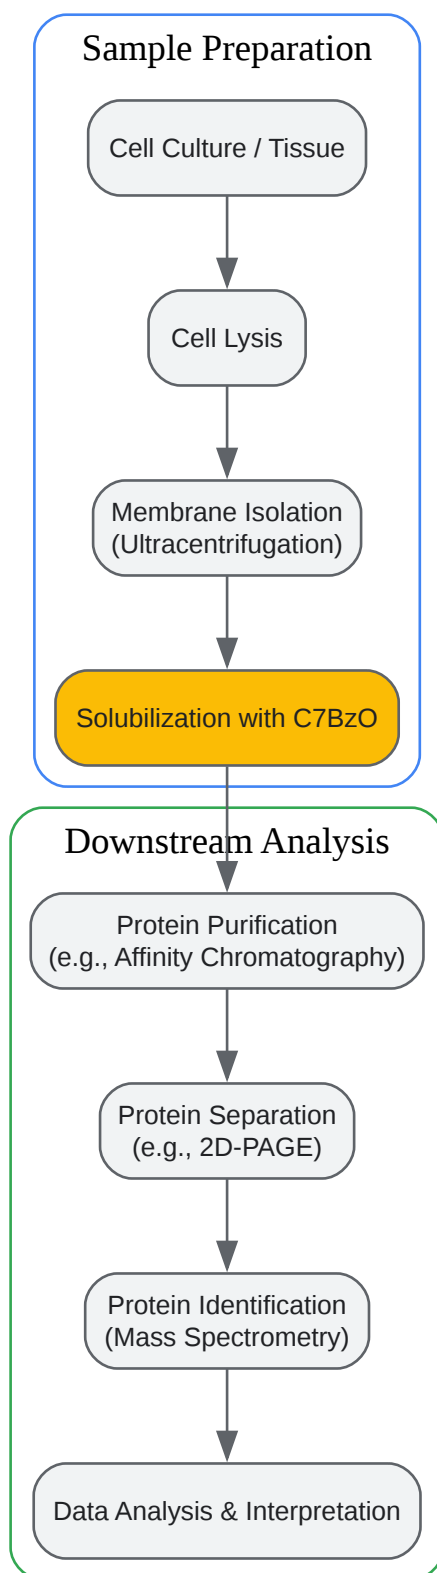 Sample Preparation
Cell Culture / Tissue
Cell Lysis
Membrane Isolation
(Ultracentrifugation)
Solubilization with C7BzO
Downstream Analysis
Protein Purification
(e.g., Affinity Chromatography)
Protein Separation
(e.g., 2D-PAGE)
Protein Identification
(Mass Spectrometry)
Data Analysis & Interpretation